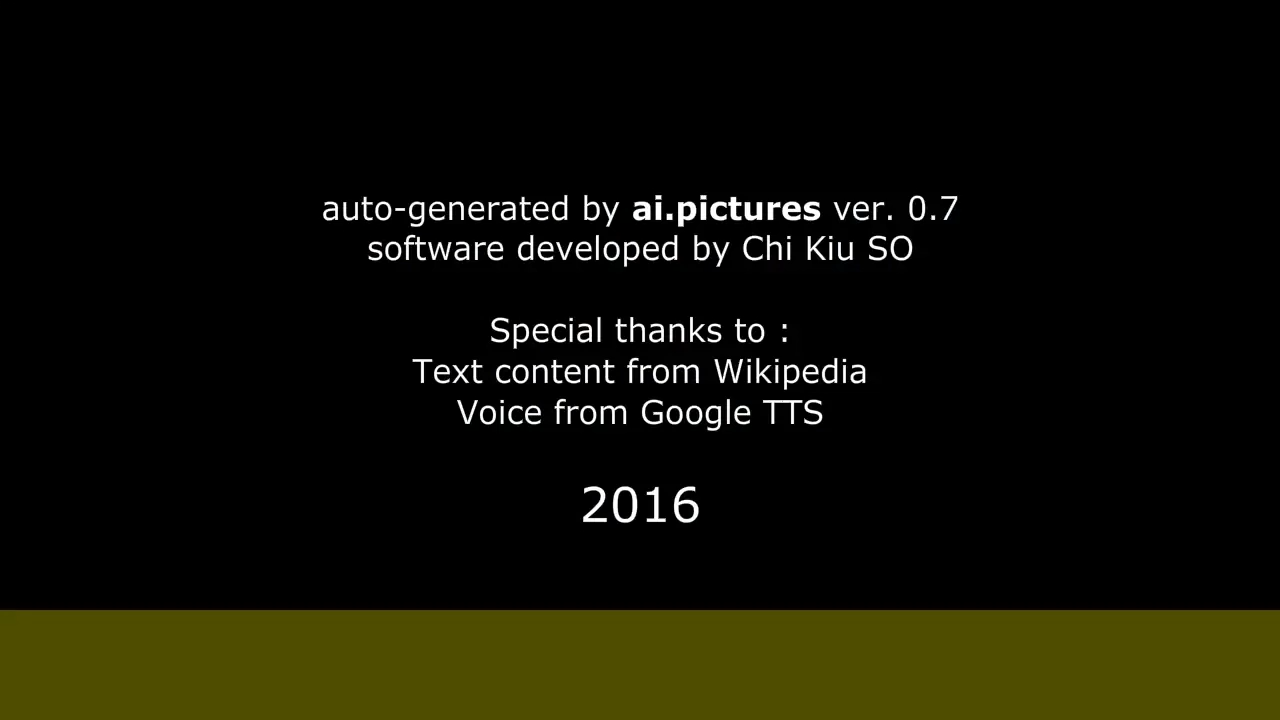 auto-generated by ai.pictures ver. 0.7
software developed by Chi Kiu SO
Special thanks to :
Text content from Wikipedia
Voice from Google TTS
2016